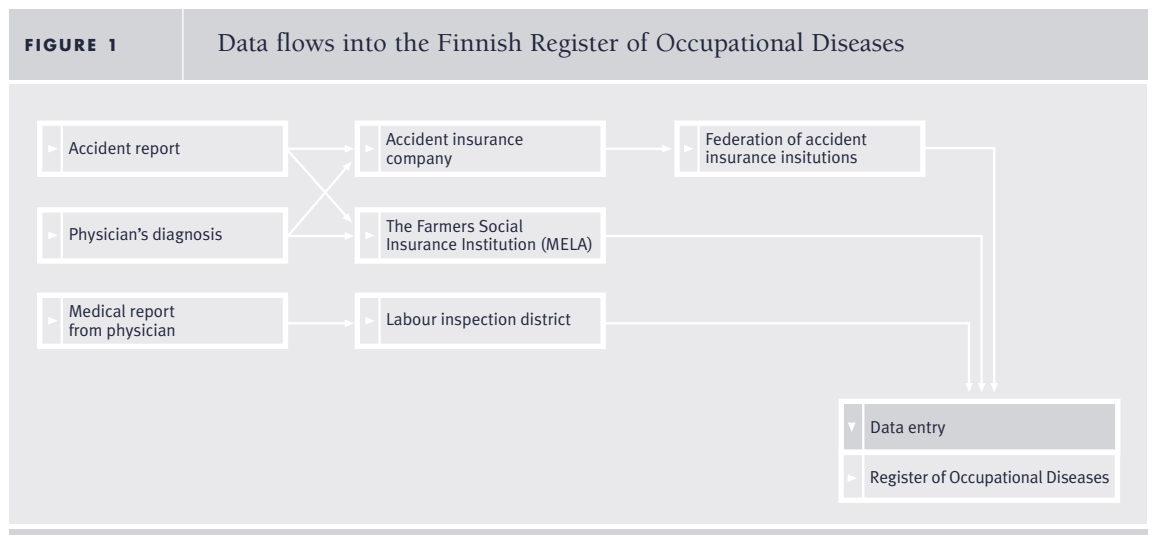 FIGURE 1
Data flows into the Finnish Register of Occupational Diseases
Accident report
Accident insurance
company
Federation of accident
insurance insitutions
Physician's diagnosis
The Farmers Social
Insurance Institution (MELA)
Medical report
from physician
Labour inspection district
Data entry
Register of Occupational Diseases